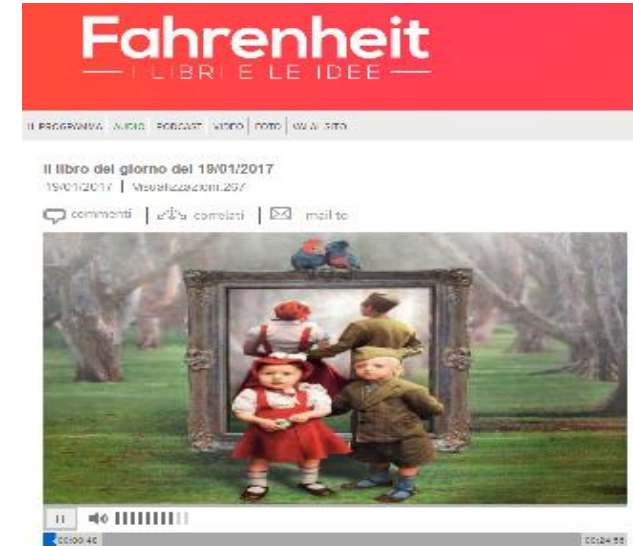 Fahrenheit
I LIBRI E LE IDEE
IL PROGRAMMA AUDIO PODCAST VIDEO FOTO VAI AL SITO
Il libro del giorno del 19/01/2017
19/01/2017 | Visualizzazioni:267
commenti | correlati | mail to
00:00:40 00:24:55